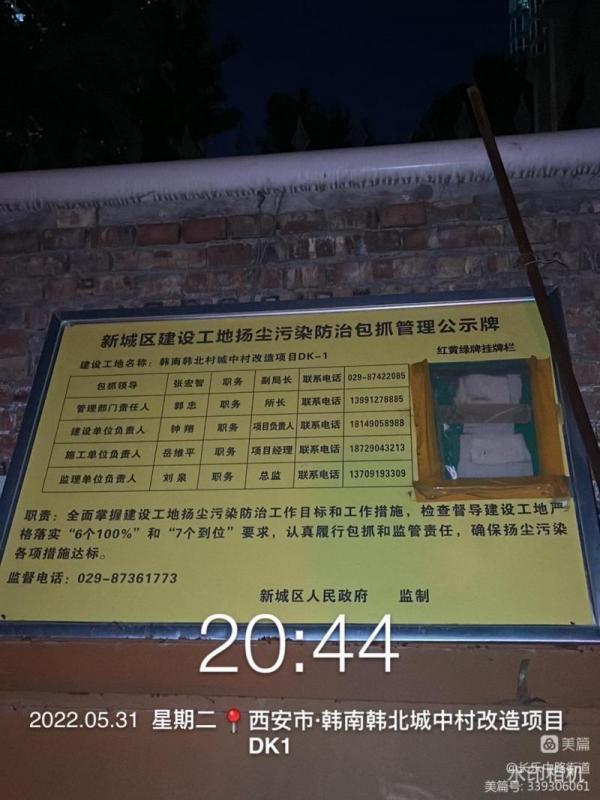 新城区建设工地扬尘污染防治包抓管理公示牌
建设工地名称：韩南韩北村城中村改造项目DK-1
红黄绿牌挂牌栏
包抓领导 张宏智 职务 副局长 联系电话 029-87422085
管理部门责任人 郭忠 职务 所长 联系电话 13991278885
建设单位负责人 钟翔 职务 项目负责人 联系电话 18149058988
施工单位负责人 岳维平 职务 项目经理 联系电话 18729043213
监理单位负责人 刘泉 职务 总监 联系电话 13709193309
职责：全面掌握建设工地扬尘污染防治工作目标和工作措施，检查督导建设工地严
格落实“6个100%”和“7个到位”要求，认真履行包抓和监管责任，确保扬尘污染
各项措施达标。
监督电话：029-87361773
新城区人民政府 监制
20:44
2022.05.31 星期二 西安市·韩南韩北城中村改造项目
DK1
美篇
@长乐中路街道
水印相机
美篇号: 339306061